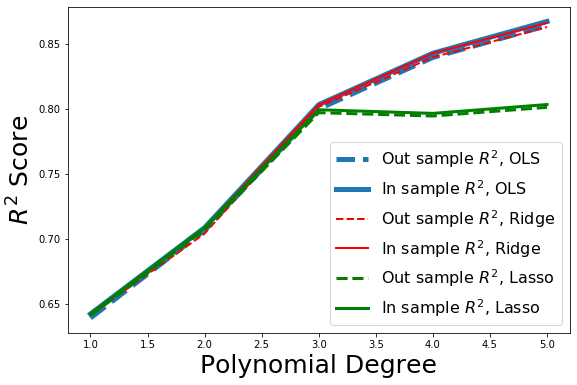 0.85
0.80
0.75
0.70
0.65
R² Score
Out sample R², OLS
In sample R², OLS
Out sample R², Ridge
In sample R², Ridge
Out sample R², Lasso
In sample R², Lasso
1.0 1.5 2.0 2.5 3.0 3.5 4.0 4.5 5.0
Polynomial Degree